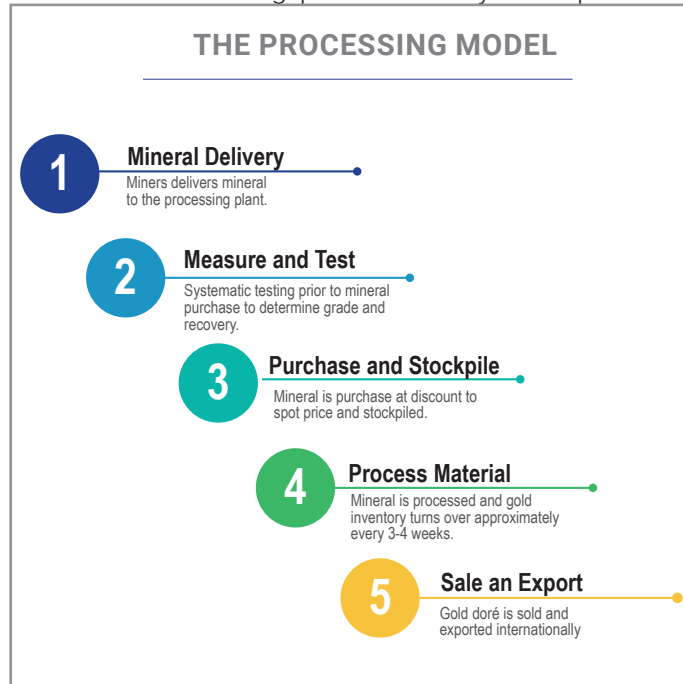 THE PROCESSING MODEL
1
Mineral Delivery
Miners delivers mineral
to the processing plant.
2
Measure and Test
Systematic testing prior to mineral
purchase to determine grade and
recovery.
3
Purchase and Stockpile
Mineral is purchase at discount to
spot price and stockpiled.
4
Process Material
Mineral is processed and gold
inventory turns over approximately
every 3-4 weeks.
5
Sale an Export
Gold doré is sold and
exported internationally